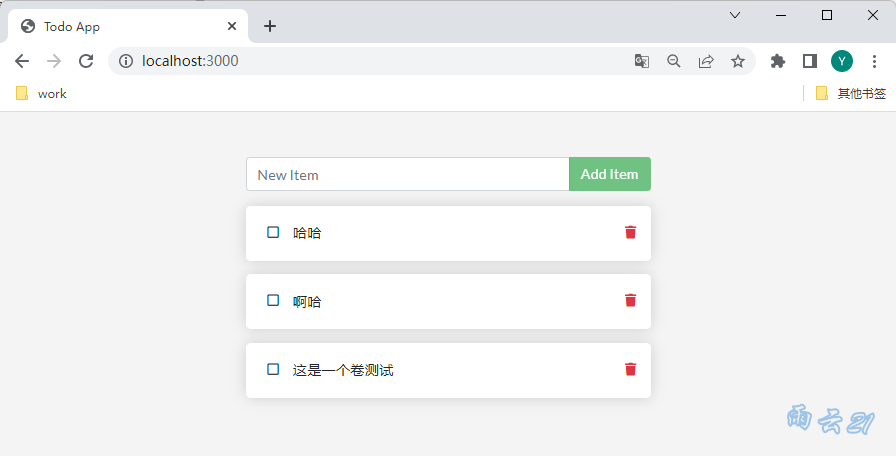 Todo App
localhost:3000
Y
work
其他书签
New Item
Add Item
哈哈
啊哈
这是一个卷测试
雨云21